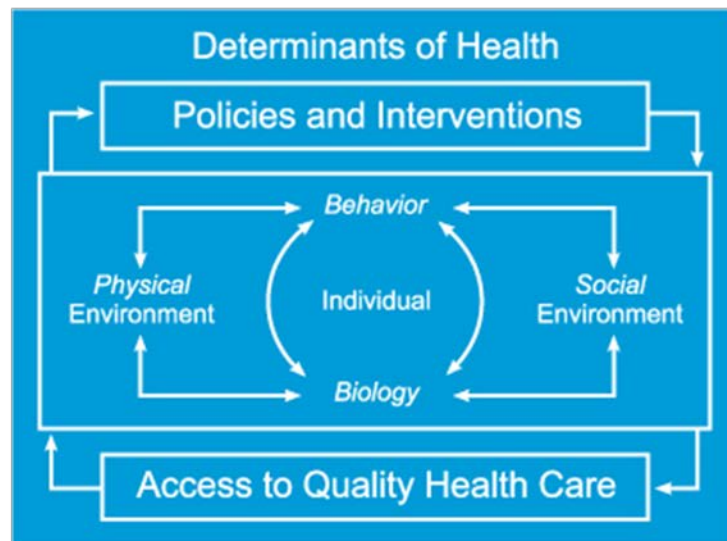 Determinants of Health
Policies and Interventions
Behavior
Physical
Environment
Individual
Social
Environment
Biology
Access to Quality Health Care